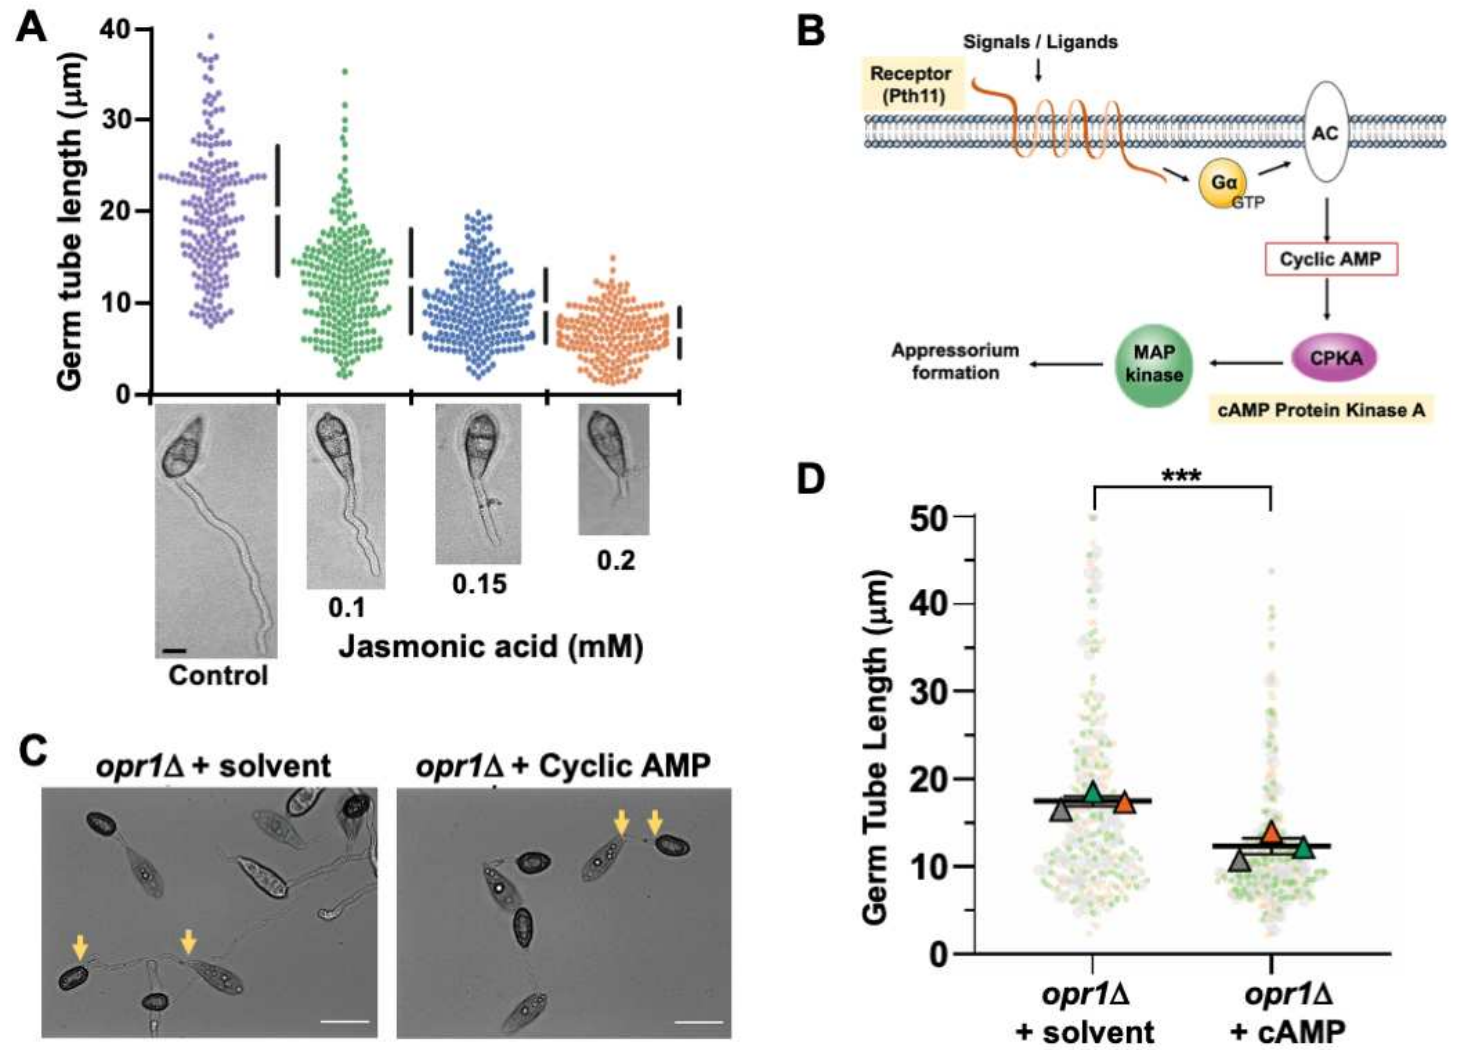 A
40
30
20
10
0
Germ tube length (μm)
Control
0.1
0.15
0.2
Jasmonic acid (mM)
B
Signals / Ligands
Receptor
(Pth11)
AC
Gα
GTP
Cyclic AMP
CPKA
MAP
kinase
Appressorium
formation
cAMP Protein Kinase A
C
opr1Δ + solvent
opr1Δ + Cyclic AMP
D
***
50
40
30
20
10
0
Germ Tube Length (μm)
opr1Δ
+ solvent
opr1Δ
+ cAMP